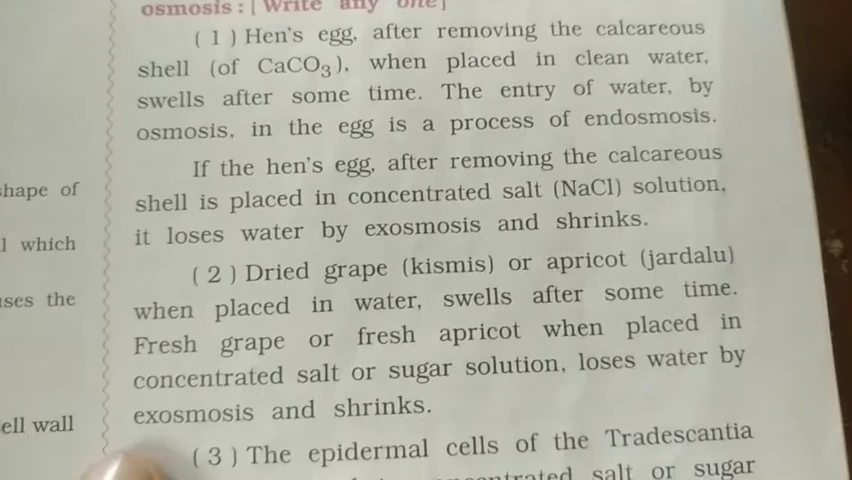 osmosis : [ Write any one]
( 1 ) Hen's egg, after removing the calcareous
shell (of CaCO₃), when placed in clean water,
swells after some time. The entry of water, by
osmosis, in the egg is a process of endosmosis.
If the hen's egg, after removing the calcareous
shell is placed in concentrated salt (NaCl) solution,
it loses water by exosmosis and shrinks.
( 2 ) Dried grape (kismis) or apricot (jardalu)
when placed in water, swells after some time.
Fresh grape or fresh apricot when placed in
concentrated salt or sugar solution, loses water by
exosmosis and shrinks.
( 3 ) The epidermal cells of the Tradescantia
salt or sugar
shape of
which
the
wall